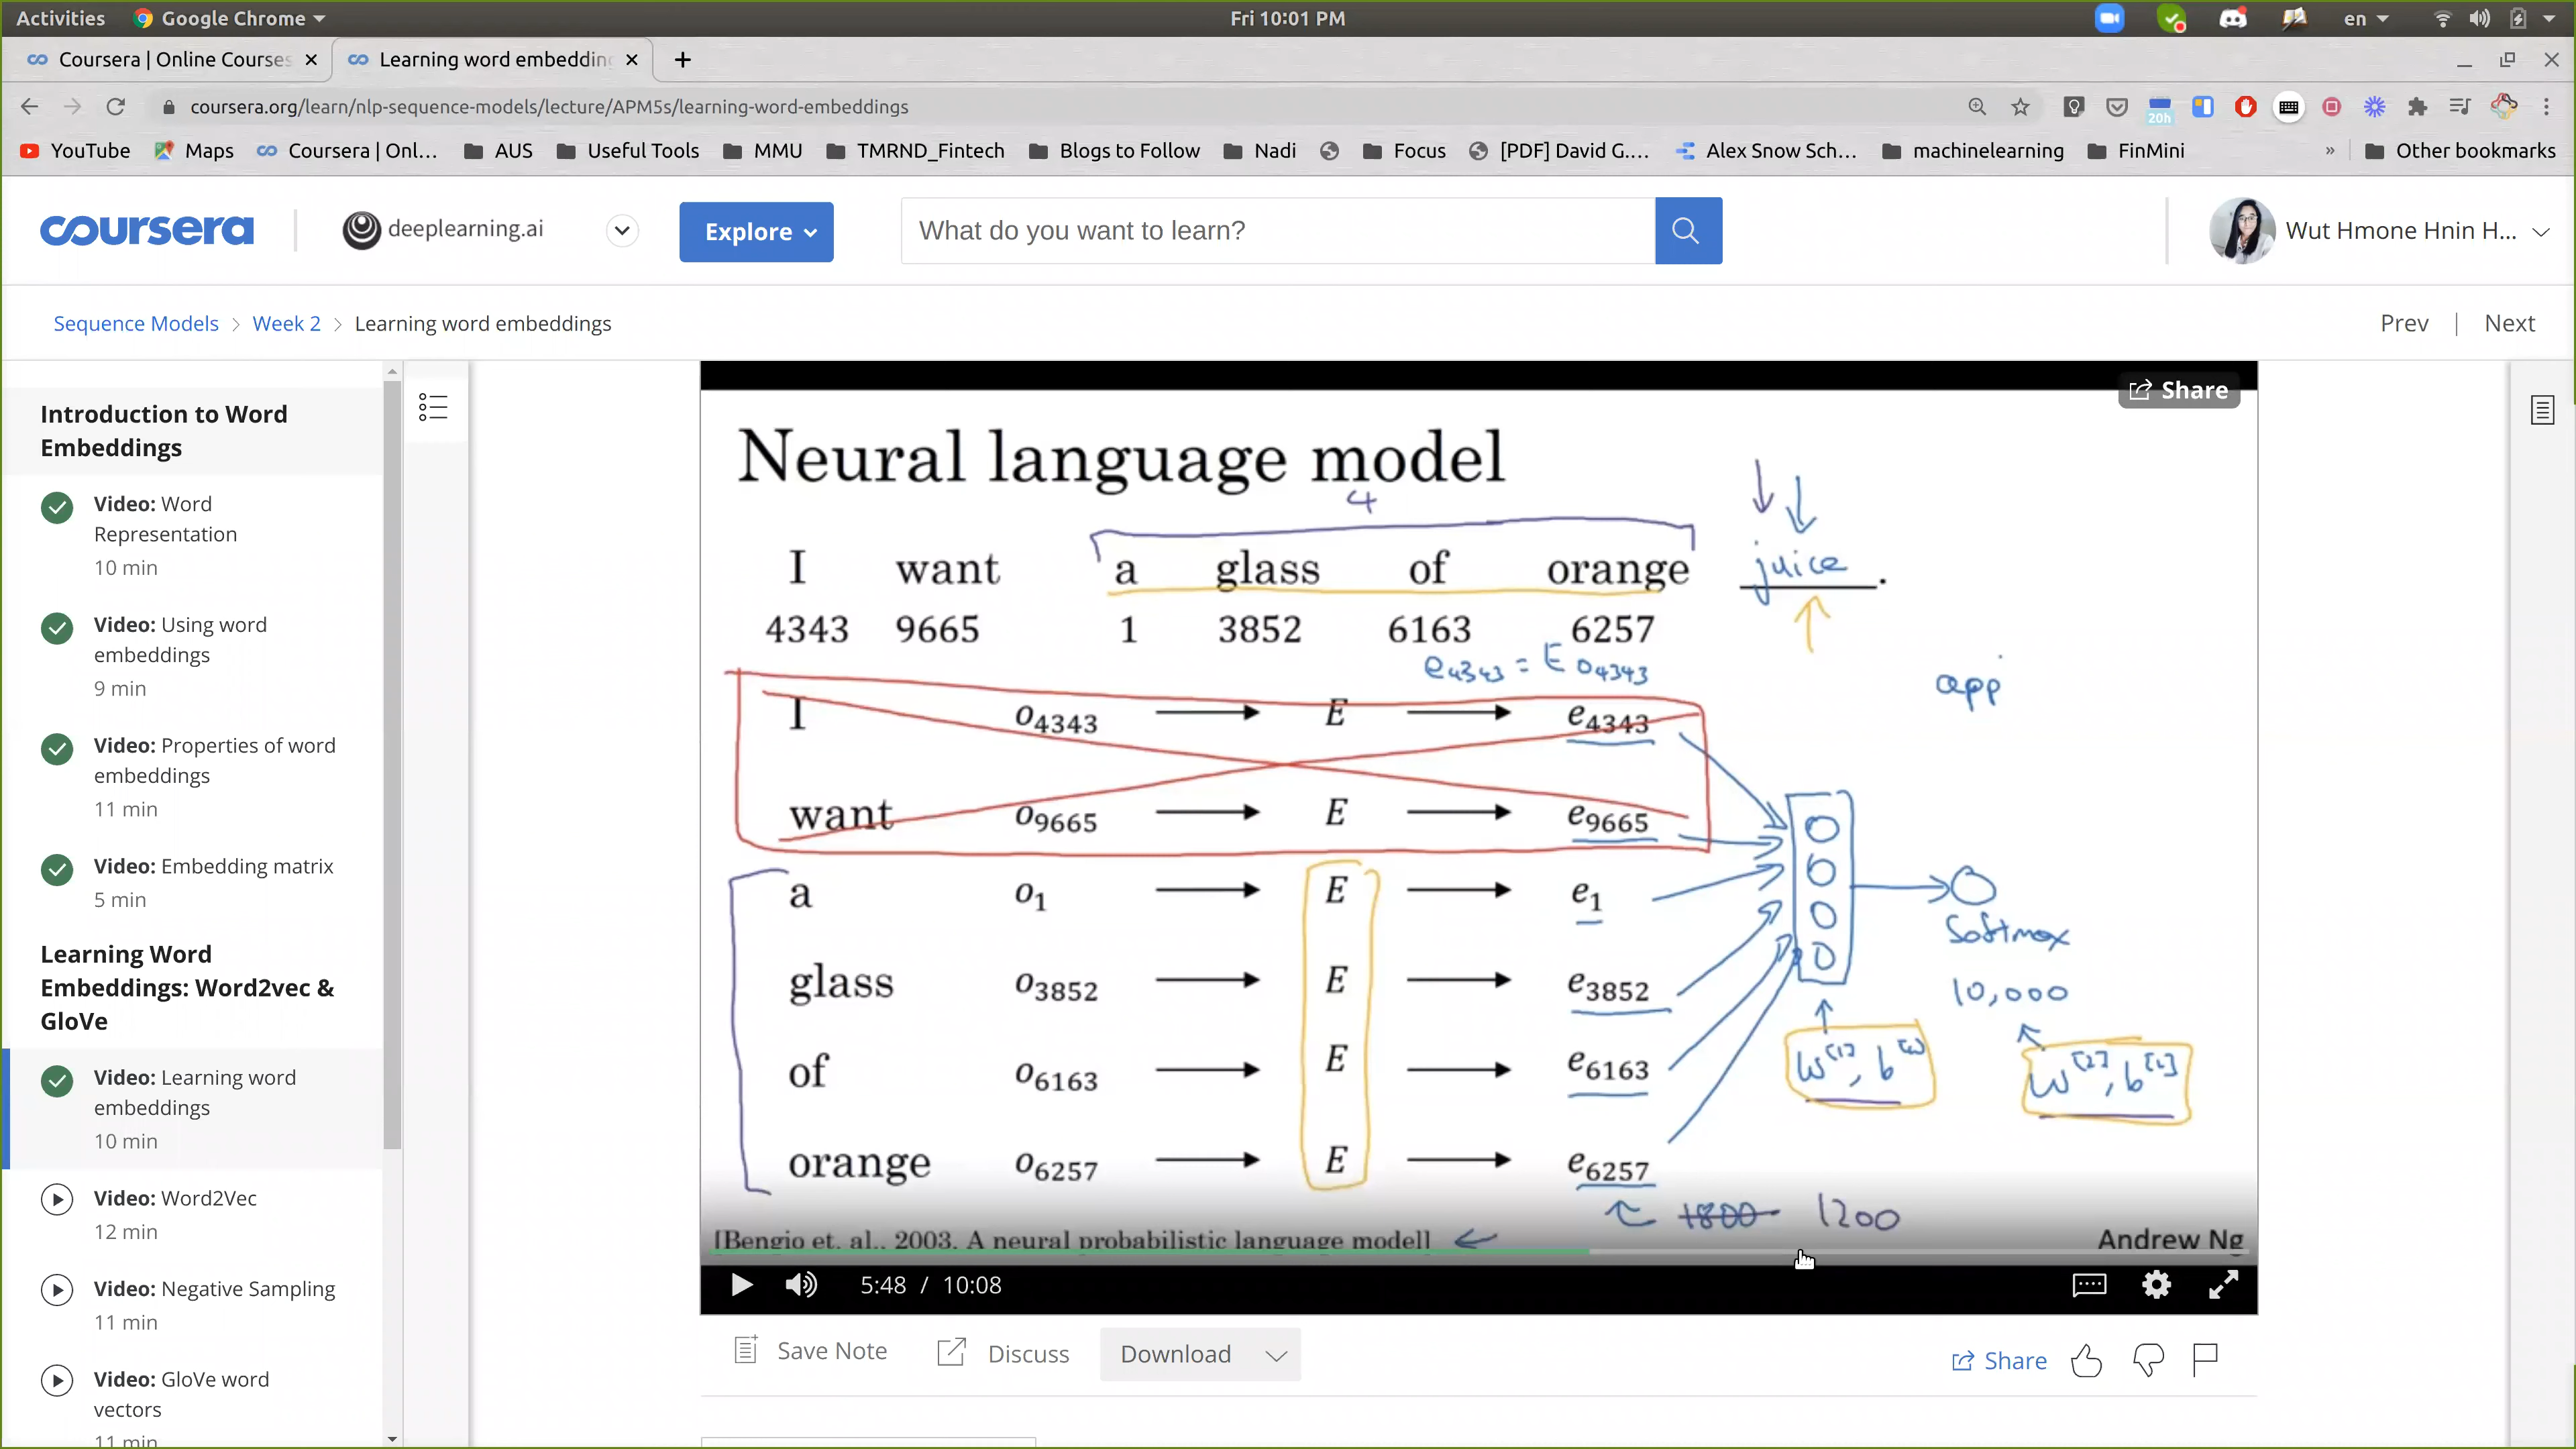 Activities Google Chrome Fri 10:01 PM en
Coursera | Online Courses Learning word embedding
coursera.org/learn/nlp-sequence-models/lecture/APM5s/learning-word-embeddings 20h
YouTube Maps Coursera | Onl... AUS Useful Tools MMU TMRND_Fintech Blogs to Follow Nadi Focus [PDF] David G.... Alex Snow Sch... machinelearning FinMini » Other bookmarks
coursera deeplearning.ai Explore What do you want to learn? Wut Hmone Hnin H...
Sequence Models > Week 2 > Learning word embeddings Prev | Next
Introduction to Word
Embeddings
Video: Word
Representation
10 min
Video: Using word
embeddings
9 min
Video: Properties of word
embeddings
11 min
Video: Embedding matrix
5 min
Learning Word
Embeddings: Word2vec &
GloVe
Video: Learning word
embeddings
10 min
Video: Word2Vec
12 min
Video: Negative Sampling
11 min
Video: GloVe word
vectors
11 min
Share
Neural language model
4
I want a glass of orange juice.
4343 9665 1 3852 6163 6257
e4343 = E o4343
app
I o4343 → E → e4343
want o9665 → E → e9665
a o1 → E → e1
Softmax
glass o3852 → E → e3852
10,000
of o6163 → E → e6163
W[1], b[1] W[2], b[2]
orange o6257 → E → e6257
1800 1200
[Bengio et. al., 2003, A neural probabilistic language model] Andrew Ng
5:48 / 10:08
Save Note Discuss Download Share